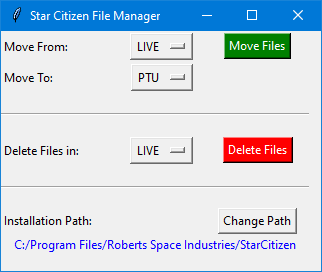 Star Citizen File Manager
Move From: LIVE Move Files
Move To: PTU
Delete Files in: LIVE Delete Files
Installation Path: Change Path
C:/Program Files/Roberts Space Industries/StarCitizen